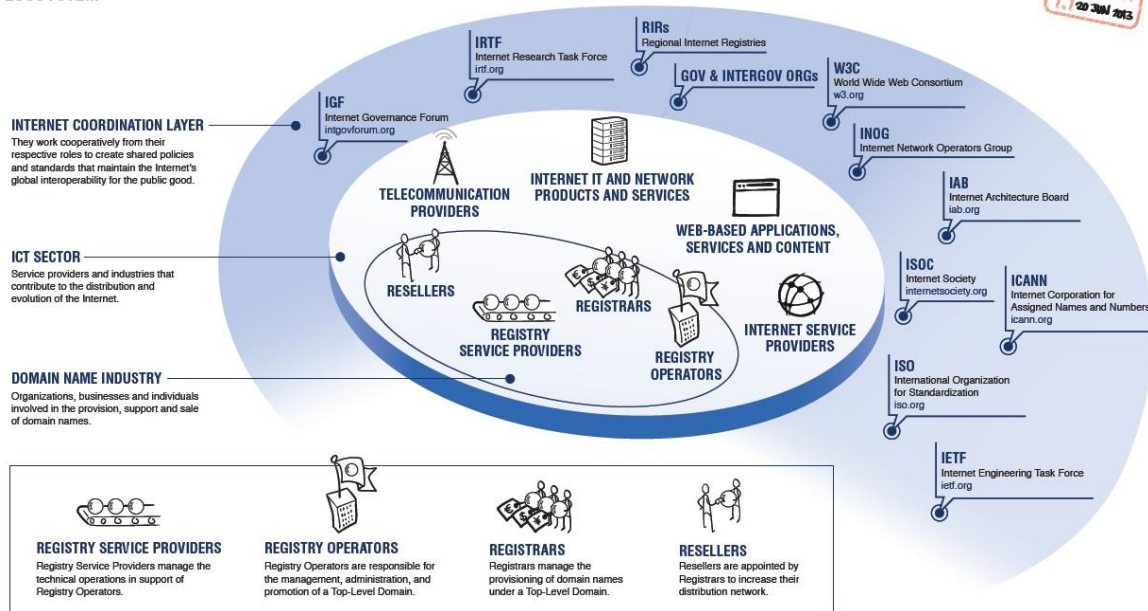 20 JUN 2013
IRTF
Internet Research Task Force
irtf.org
RIRs
Regional Internet Registries
GOV & INTERGOV ORGs
W3C
World Wide Web Consortium
w3.org
IGF
Internet Governance Forum
intgovforum.org
INOG
Internet Network Operators Group
IAB
Internet Architecture Board
iab.org
ISOC
Internet Society
internetsociety.org
ICANN
Internet Corporation for
Assigned Names and Numbers
icann.org
ISO
International Organization
for Standardization
iso.org
IETF
Internet Engineering Task Force
ietf.org
INTERNET COORDINATION LAYER
They work cooperatively from their
respective roles to create shared policies
and standards that maintain the Internet's
global interoperability for the public good.
TELECOMMUNICATION
PROVIDERS
INTERNET IT AND NETWORK
PRODUCTS AND SERVICES
WEB-BASED APPLICATIONS,
SERVICES AND CONTENT
ICT SECTOR
Service providers and industries that
contribute to the distribution and
evolution of the Internet.
RESELLERS
REGISTRARS
REGISTRY
SERVICE PROVIDERS
REGISTRY
OPERATORS
INTERNET SERVICE
PROVIDERS
DOMAIN NAME INDUSTRY
Organizations, businesses and individuals
involved in the provision, support and sale
of domain names.
REGISTRY SERVICE PROVIDERS
Registry Service Providers manage the
technical operations in support of
Registry Operators.
REGISTRY OPERATORS
Registry Operators are responsible for
the management, administration, and
promotion of a Top-Level Domain.
REGISTRARS
Registrars manage the
provisioning of domain names
under a Top-Level Domain.
RESELLERS
Resellers are appointed by
Registrars to increase their
distribution network.